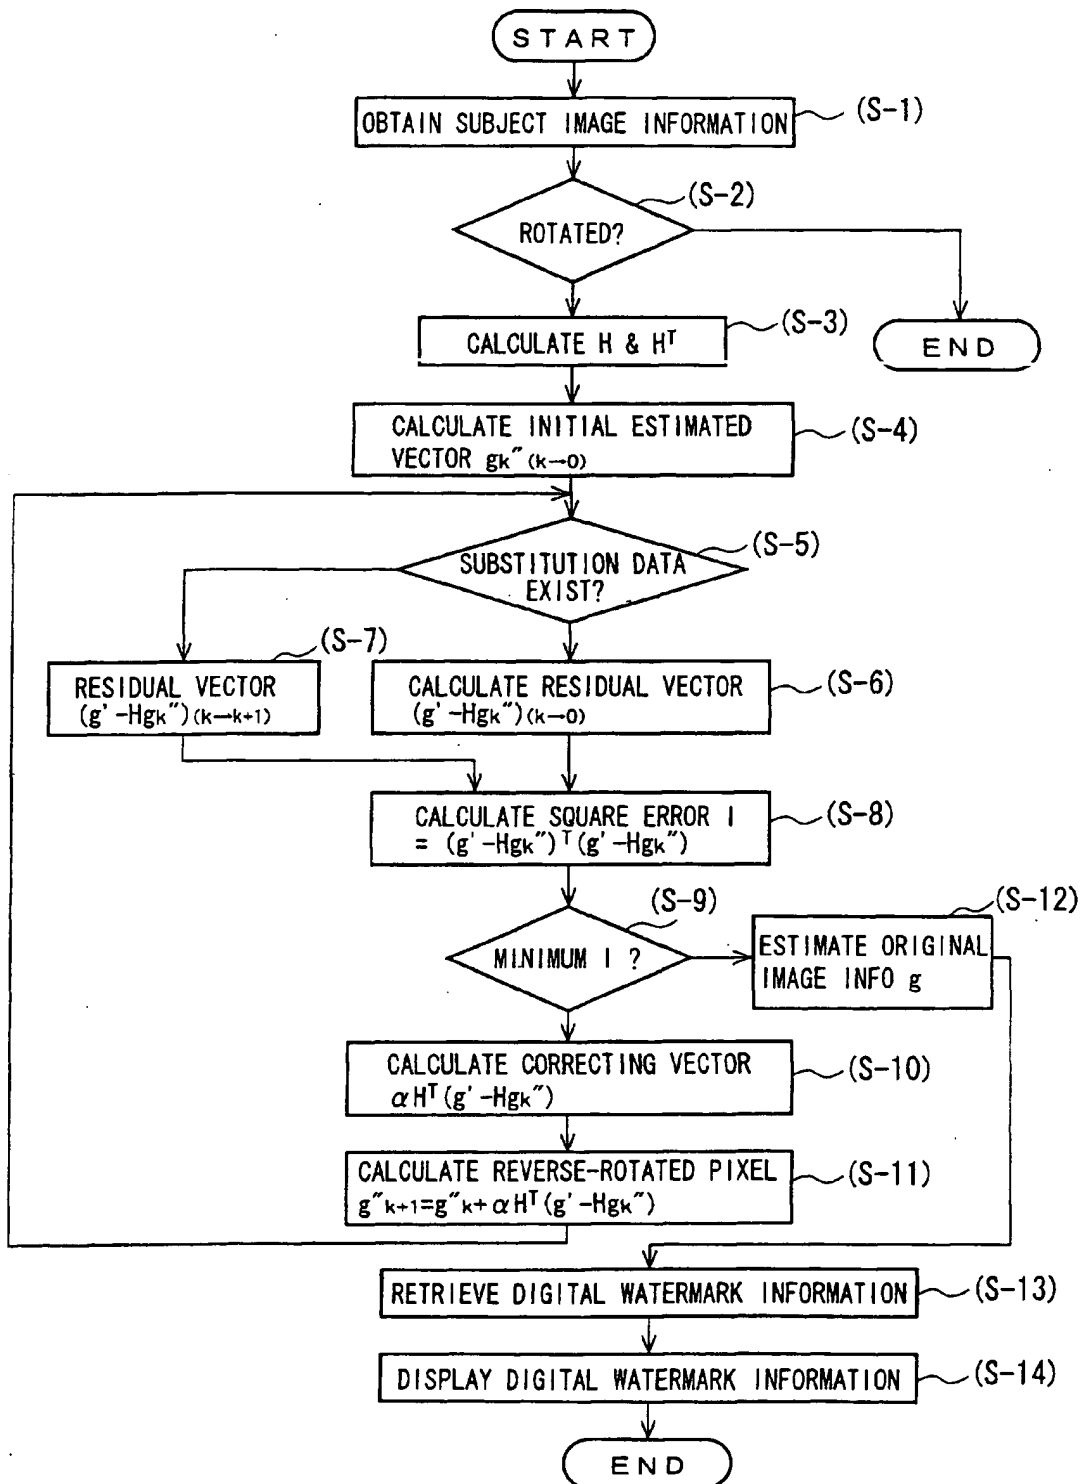 START
OBTAIN SUBJECT IMAGE INFORMATION
(S-1)
(S-2)
ROTATED?
(S-3)
CALCULATE H & Hᵀ
END
CALCULATE INITIAL ESTIMATED
VECTOR gk″(k→0)
(S-4)
(S-5)
SUBSTITUTION DATA
EXIST?
(S-7)
RESIDUAL VECTOR
(g'-Hgk″)(k→k+1)
CALCULATE RESIDUAL VECTOR
(g'-Hgk″)(k→0)
(S-6)
CALCULATE SQUARE ERROR I
= (g'-Hgk″)ᵀ(g'-Hgk″)
(S-8)
(S-9)
MINIMUM I ?
(S-12)
ESTIMATE ORIGINAL
IMAGE INFO g
CALCULATE CORRECTING VECTOR
αHᵀ(g'-Hgk″)
(S-10)
CALCULATE REVERSE-ROTATED PIXEL
g″k+1=g″k+αHᵀ(g'-Hgk″)
(S-11)
RETRIEVE DIGITAL WATERMARK INFORMATION
(S-13)
DISPLAY DIGITAL WATERMARK INFORMATION
(S-14)
END